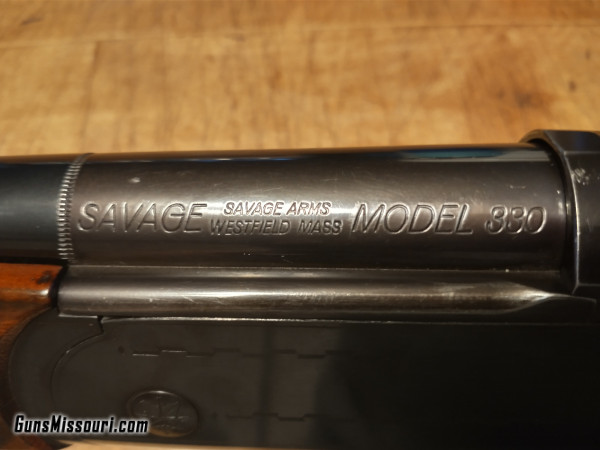 SAVAGE SAVAGE ARMS MODEL 330
WESTFIELD MASS
GunsMissouri.com